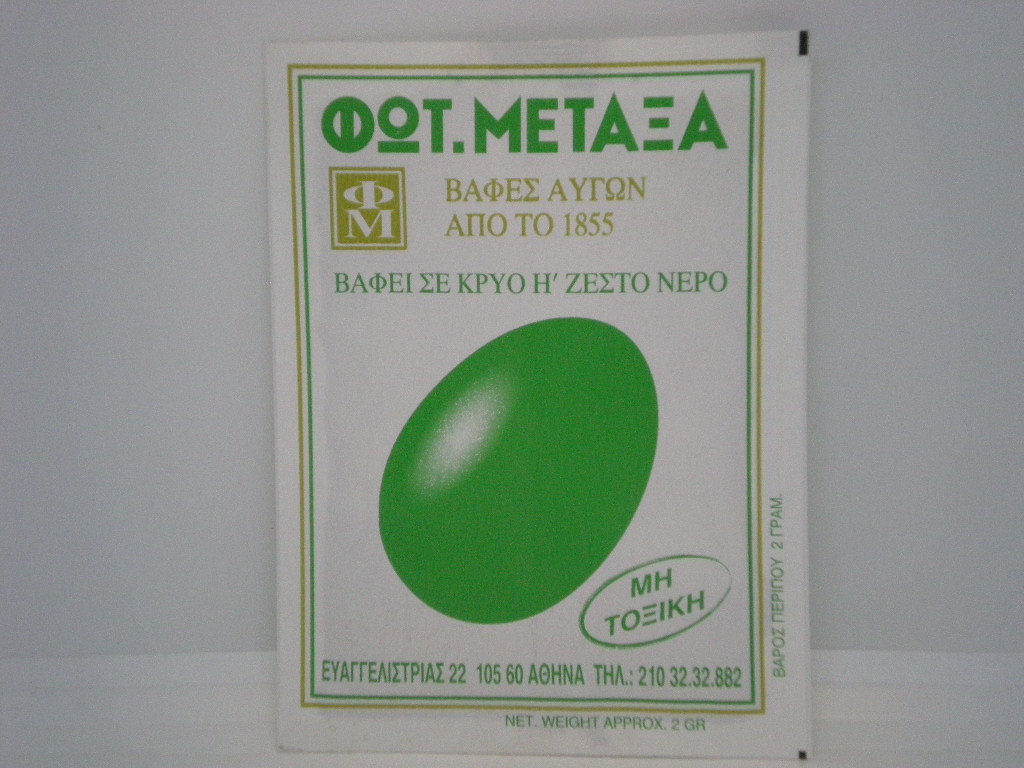 ΦΩΤ. ΜΕΤΑΞΑ
ΦΜ
ΒΑΦΕΣ ΑΥΓΩΝ
ΑΠΟ ΤΟ 1855
ΒΑΦΕΙ ΣΕ ΚΡΥΟ Η' ΖΕΣΤΟ ΝΕΡΟ
ΜΗ
ΤΟΞΙΚΗ
ΕΥΑΓΓΕΛΙΣΤΡΙΑΣ 22 105 60 ΑΘΗΝΑ ΤΗΛ.: 210 32.32.882
NET. WEIGHT APPROX. 2 GR
ΒΑΡΟΣ ΠΕΡΙΠΟΥ 2 ΓΡΑΜ.